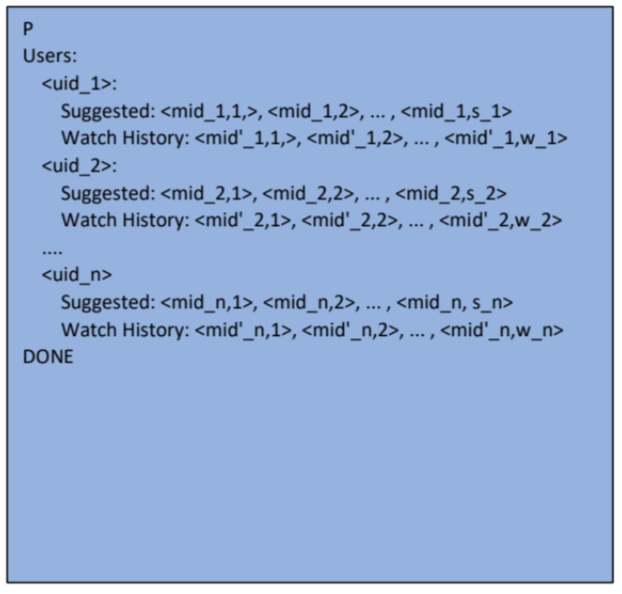 P
Users:
<uid_1>:
Suggested: <mid_1,1,>, <mid_1,2>, ... , <mid_1,s_1>
Watch History: <mid'_1,1,>, <mid'_1,2>, ... , <mid'_1,w_1>
<uid_2>:
Suggested: <mid_2,1>, <mid_2,2>, ... , <mid_2,s_2>
Watch History: <mid'_2,1>, <mid'_2,2>, ... , <mid'_2,w_2>
....
<uid_n>
Suggested: <mid_n,1>, <mid_n,2>, ... , <mid_n, s_n>
Watch History: <mid'_n,1>, <mid'_n,2>, ... , <mid'_n,w_n>
DONE